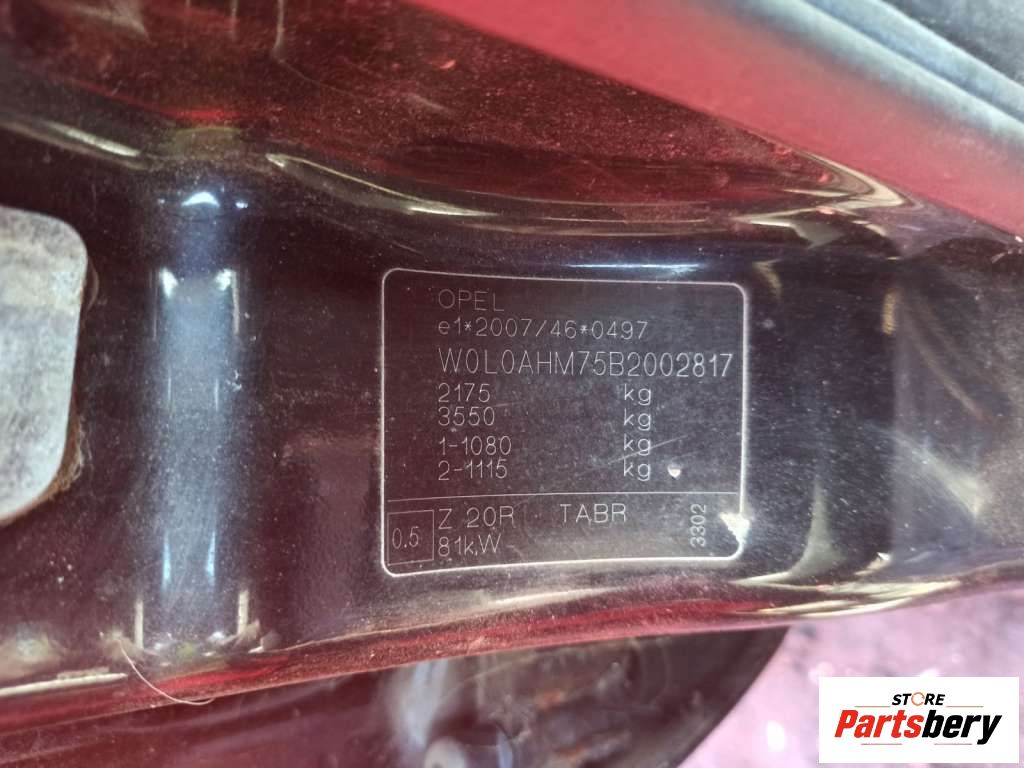 OPEL
e1*2007/46*0497
W0L0AHM75B2002817
2175 kg
3550 kg
1-1080 kg
2-1115 kg
0.5
Z 20R TABR
81kW
3302
STORE
Partsbery